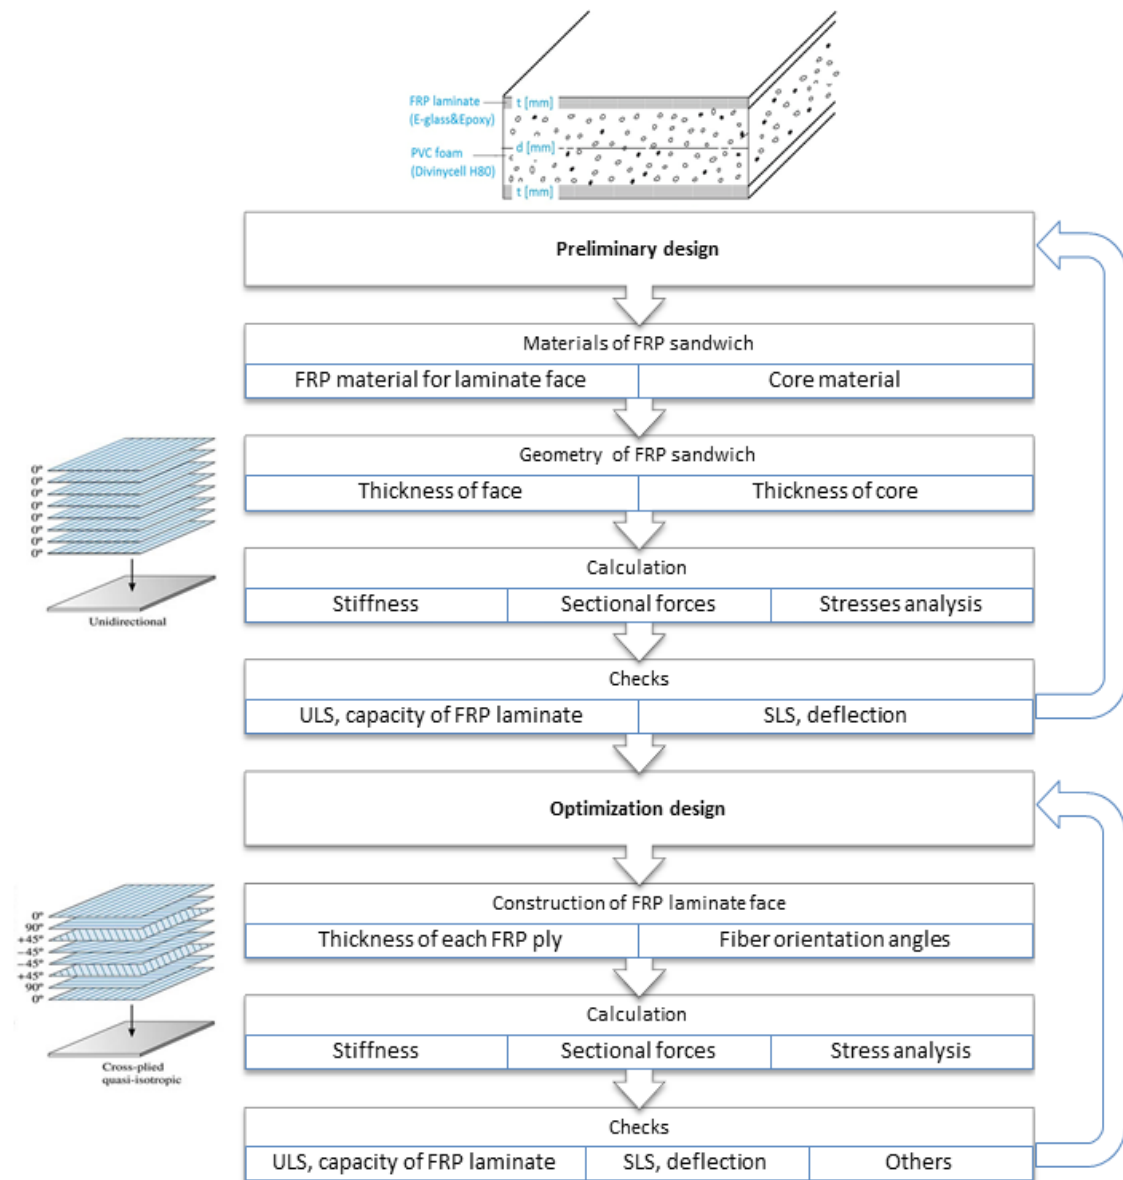 FRP laminate
(E-glass&Epoxy)
t [mm]
d [mm]
PVC foam
(Divinycell H80)
t [mm]
Preliminary design
Materials of FRP sandwich
FRP material for laminate face
Core material
Geometry of FRP sandwich
Thickness of face
Thickness of core
0°
0°
0°
0°
0°
0°
0°
0°
Unidirectional
Calculation
Stiffness
Sectional forces
Stresses analysis
Checks
ULS, capacity of FRP laminate
SLS, deflection
Optimization design
Construction of FRP laminate face
Thickness of each FRP ply
Fiber orientation angles
0°
90°
+45°
−45°
−45°
+45°
90°
0°
Cross-plied
quasi-isotropic
Calculation
Stiffness
Sectional forces
Stress analysis
Checks
ULS, capacity of FRP laminate
SLS, deflection
Others